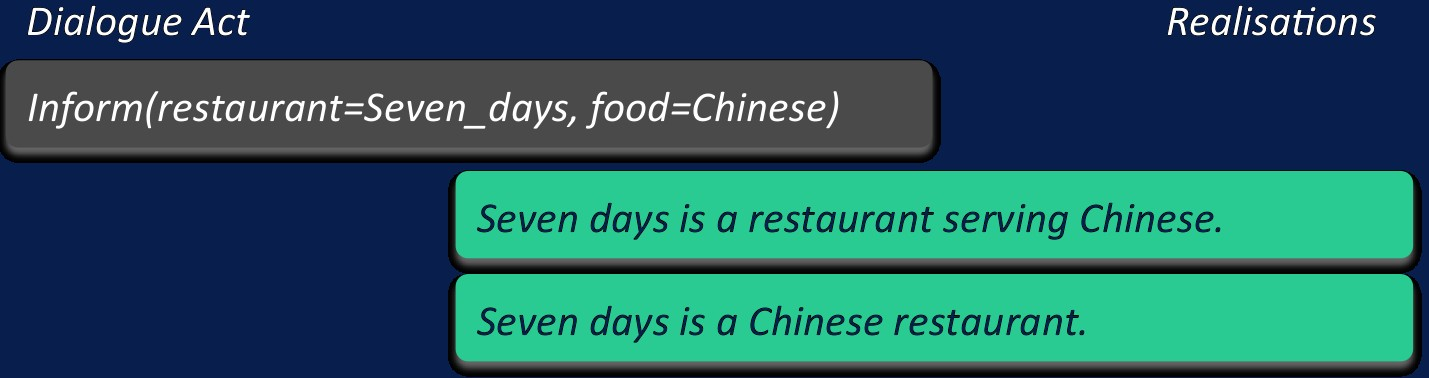 Dialogue Act
Realisations
Inform(restaurant=Seven_days, food=Chinese)
Seven days is a restaurant serving Chinese.
Seven days is a Chinese restaurant.